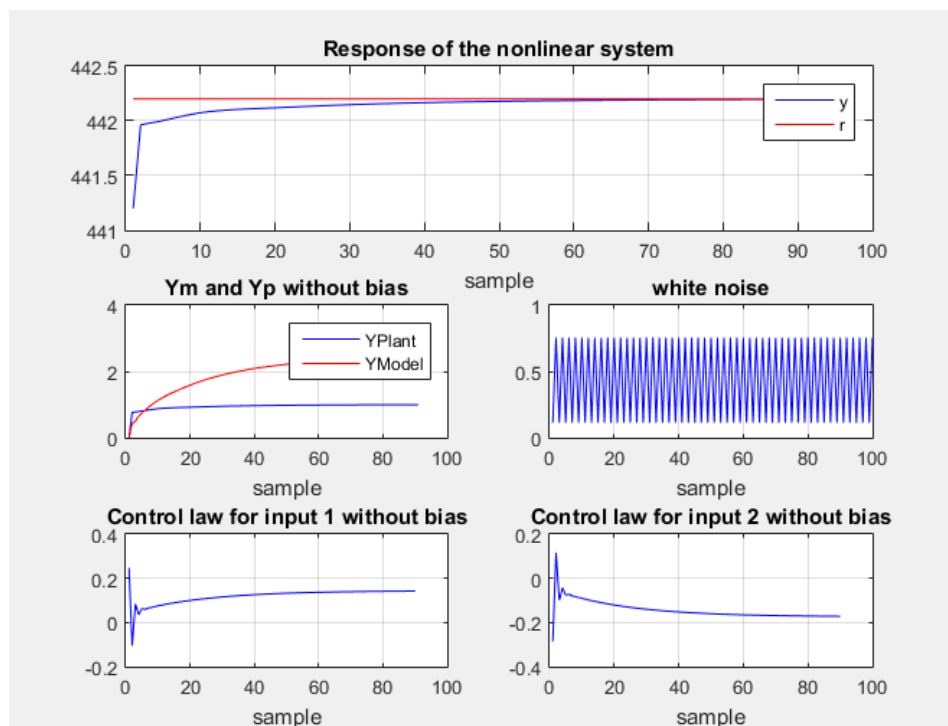 Response of the nonlinear system
442.5
442
441.5
441
y
r
0 10 20 30 40 50 60 70 80 90 100
sample
Ym and Yp without bias
4
2
0
YPlant
YModel
0 20 40 60 80 100
sample
white noise
1
0.5
0
0 20 40 60 80 100
sample
Control law for input 1 without bias
0.4
0.2
0
-0.2
0 20 40 60 80 100
sample
Control law for input 2 without bias
0.2
0
-0.2
-0.4
0 20 40 60 80 100
sample